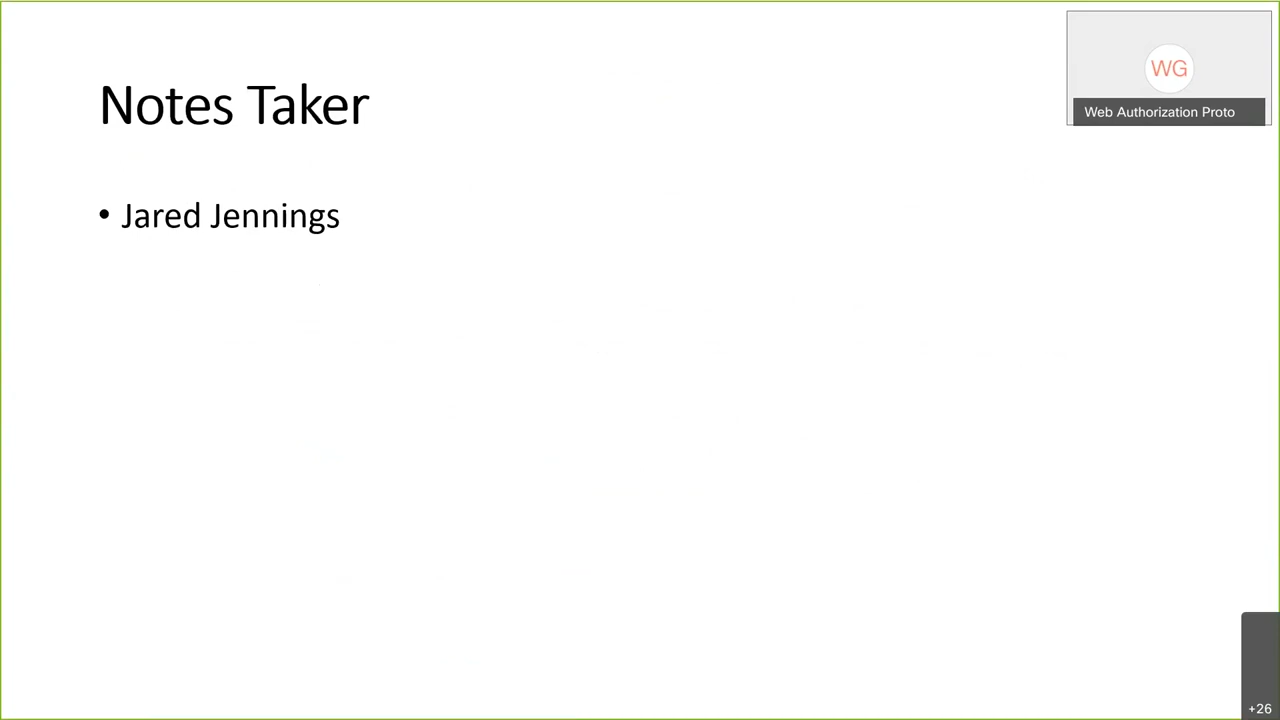 WG
Web Authorization Proto
Notes Taker
• Jared Jennings
+26